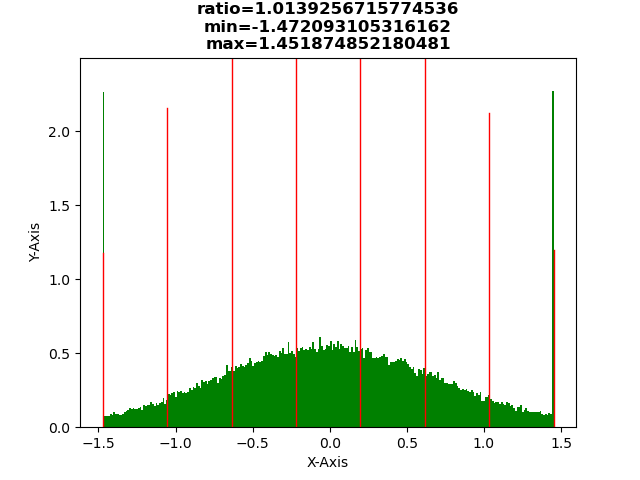 ratio=1.0139256715774536
min=-1.472093105316162
max=1.451874852180481
2.0
1.5
1.0
0.5
0.0
Y-Axis
−1.5 −1.0 −0.5 0.0 0.5 1.0 1.5
X-Axis